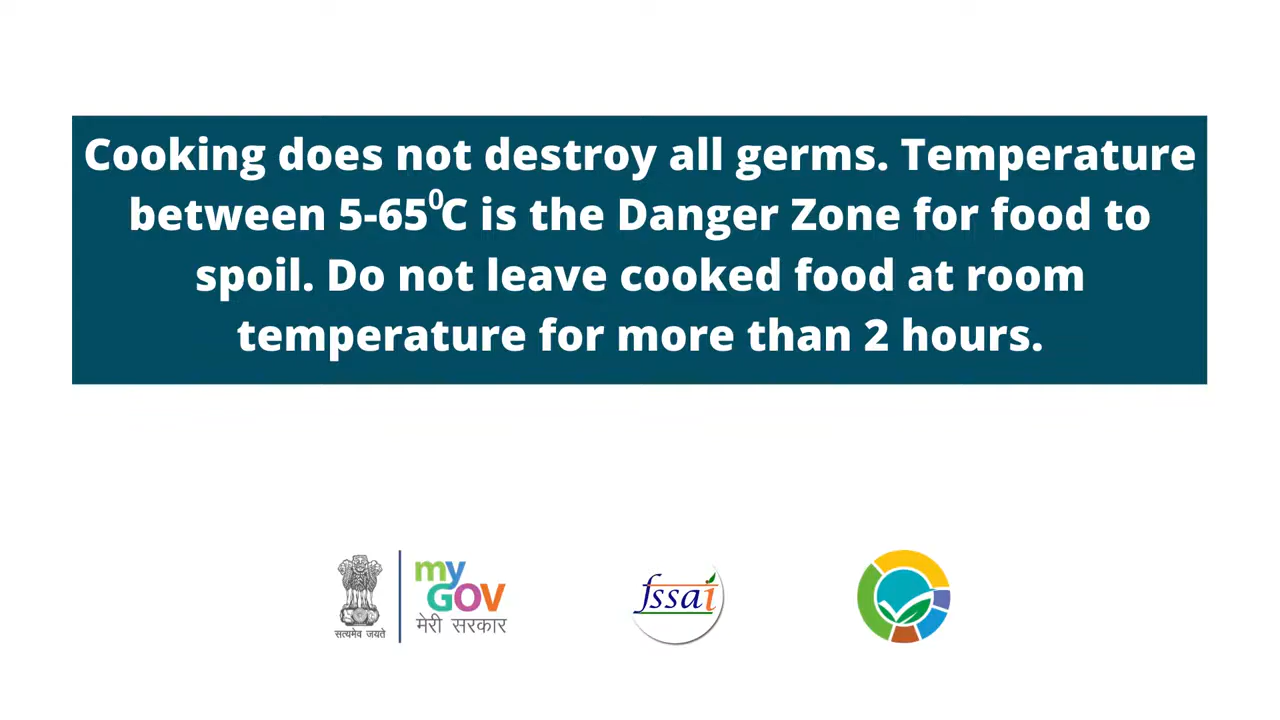 Cooking does not destroy all germs. Temperature
between 5-65⁰C is the Danger Zone for food to
spoil. Do not leave cooked food at room
temperature for more than 2 hours.
सत्यमेव जयते
my
GOV
मेरी सरकार
fssai